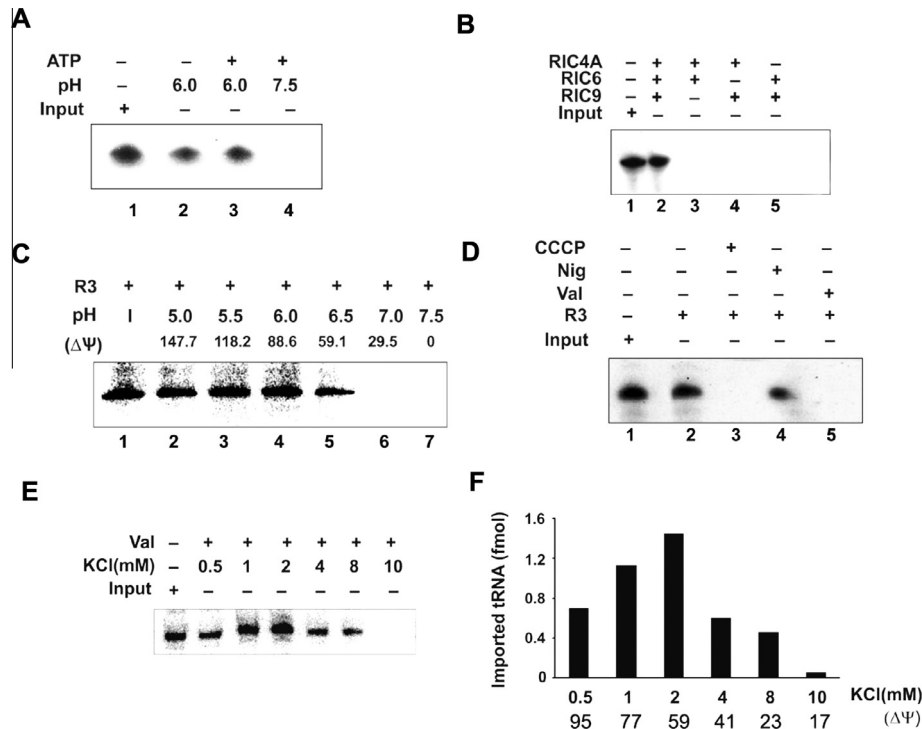 A
ATP – – + +
pH – 6.0 6.0 7.5
Input + – – –
1 2 3 4
B
RIC4A – + + + –
RIC6 – + + – +
RIC9 – + – + +
Input + – – – –
1 2 3 4 5
C
R3 + + + + + + +
pH I 5.0 5.5 6.0 6.5 7.0 7.5
(ΔΨ) 147.7 118.2 88.6 59.1 29.5 0
1 2 3 4 5 6 7
D
CCCP – – + – –
Nig – – – + –
Val – – – – +
R3 – + + + +
Input + – – – –
1 2 3 4 5
E
Val – + + + + + +
KCl(mM) – 0.5 1 2 4 8 10
Input + – – – – – –
F
Imported tRNA (fmol)
1.6
1.2
0.8
0.4
0
0.5 1 2 4 8 10 KCl(mM)
95 77 59 41 23 17 (ΔΨ)